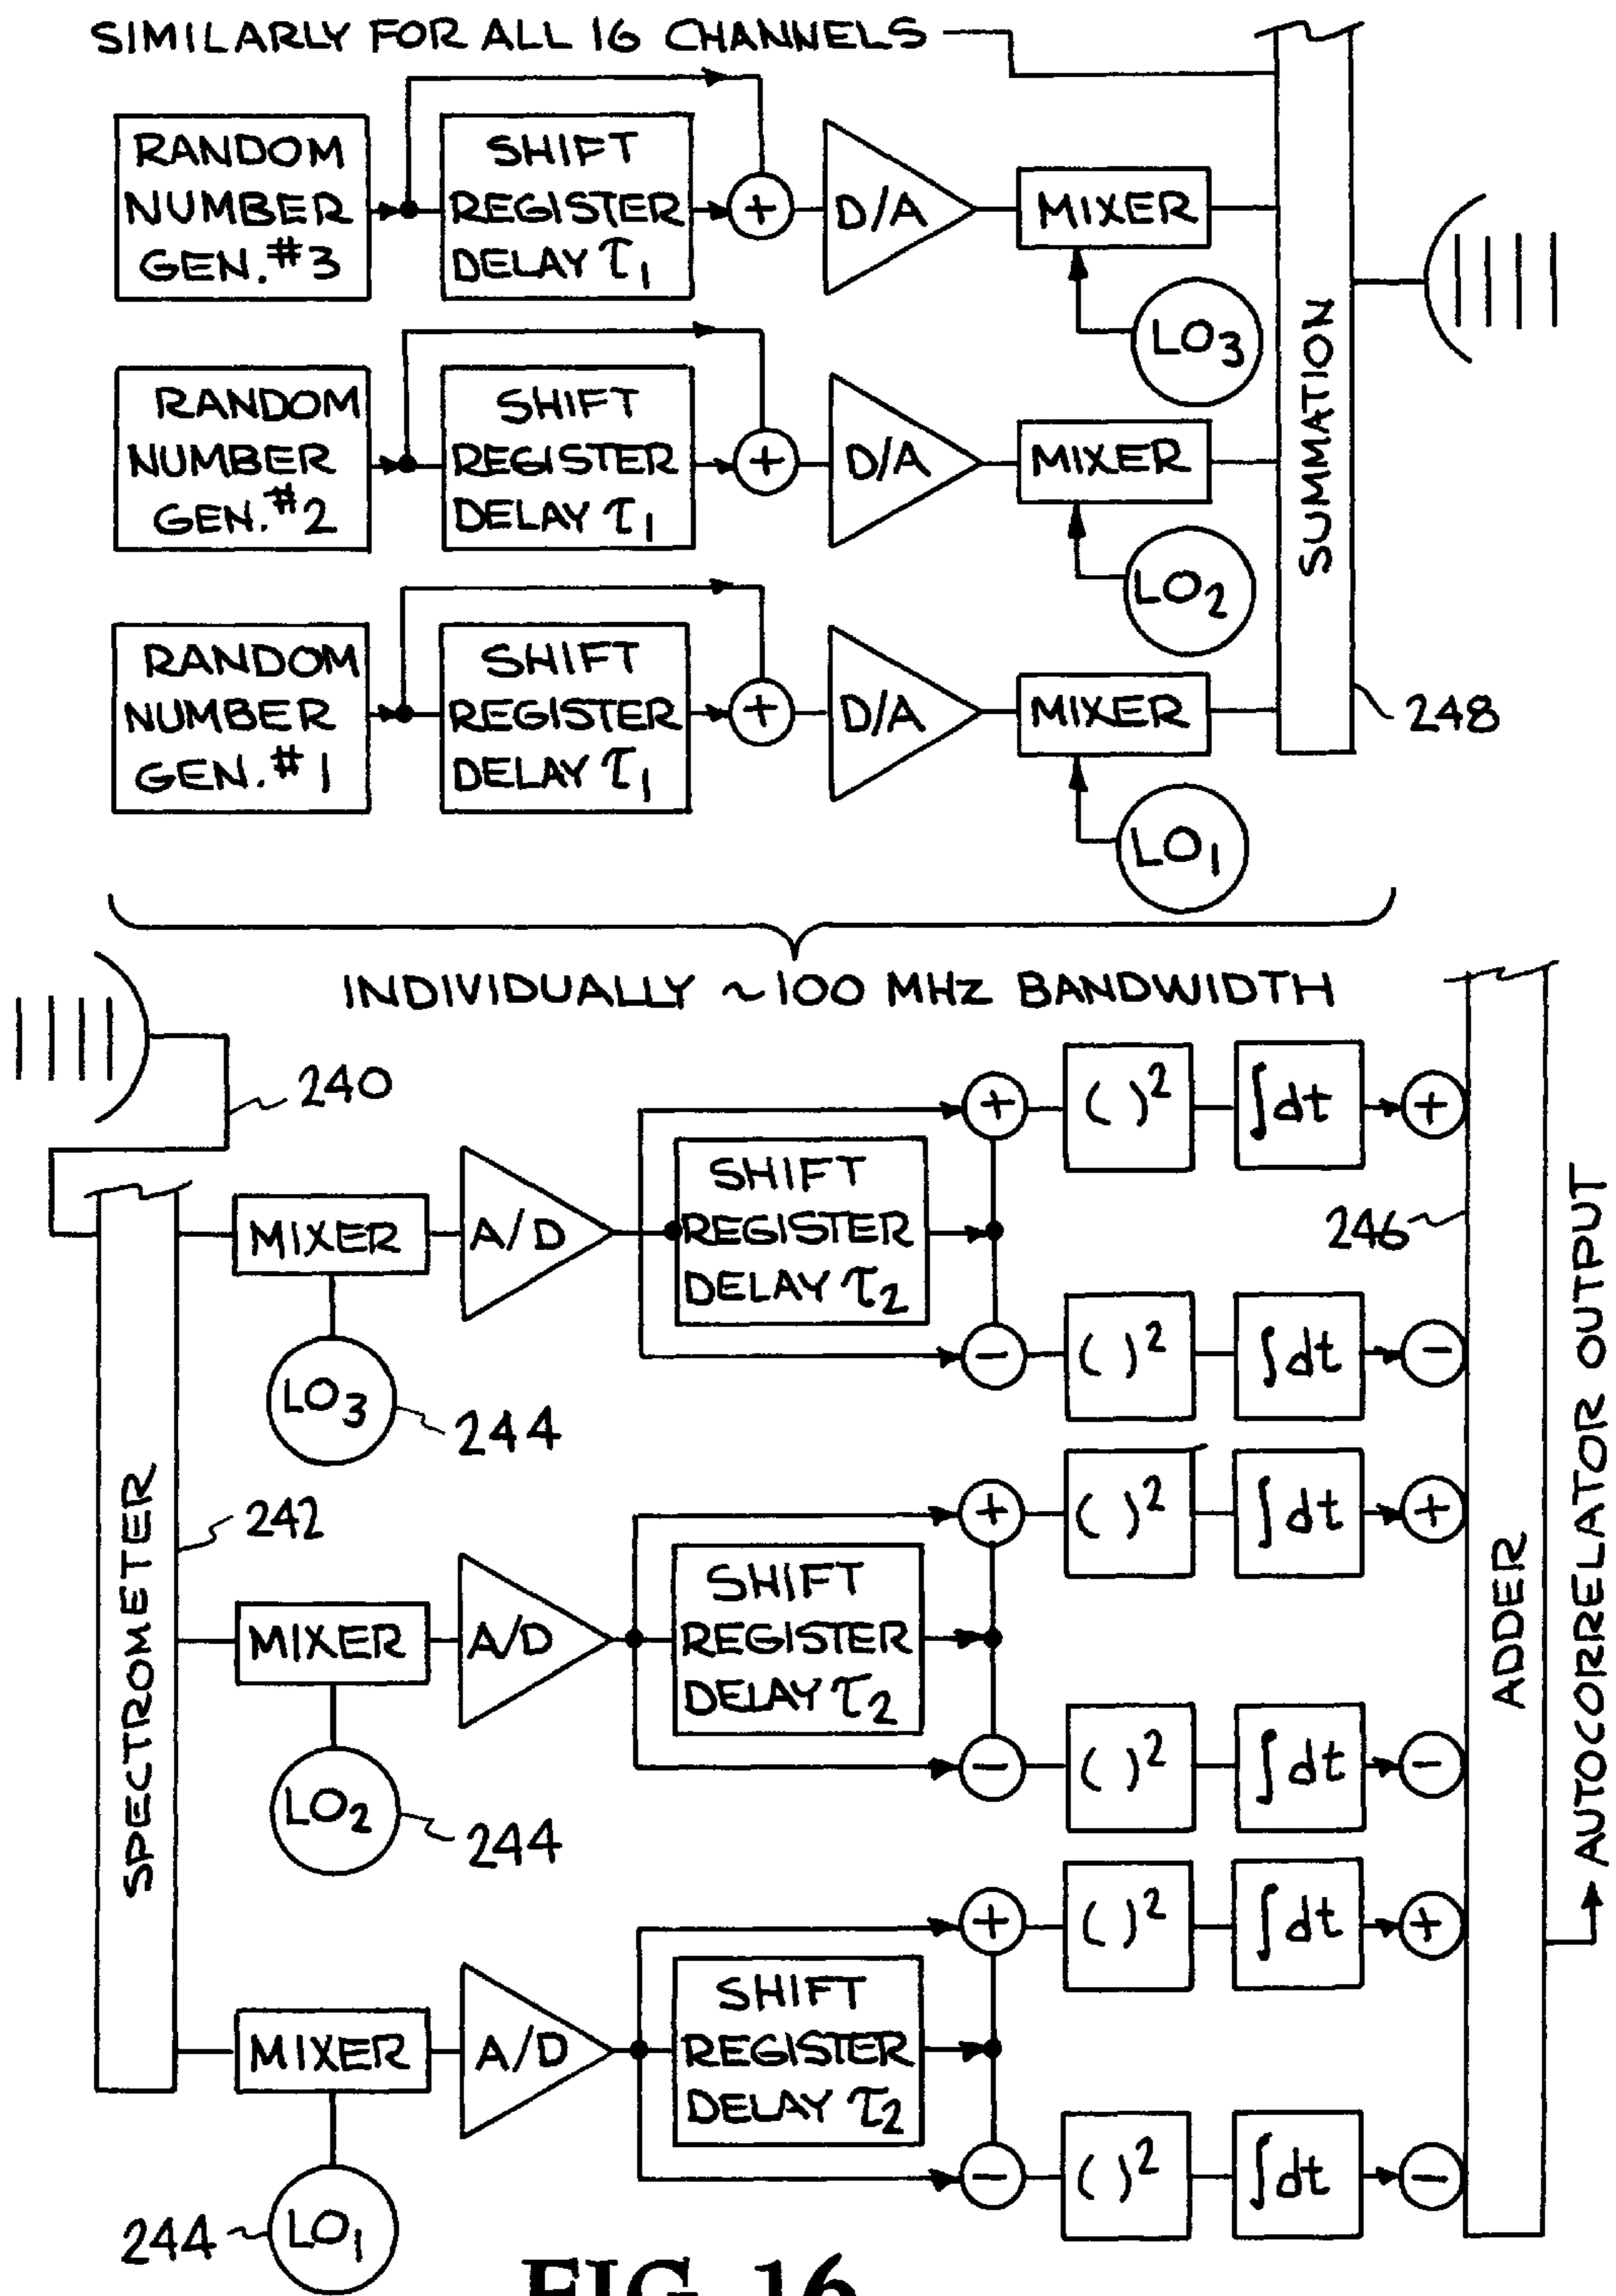 SIMILARLY FOR ALL 16 CHANNELS
RANDOM
NUMBER
GEN. #3
SHIFT
REGISTER
DELAY τ1
+
D/A
MIXER
LO3
RANDOM
NUMBER
GEN. #2
SHIFT
REGISTER
DELAY τ1
+
D/A
MIXER
LO2
RANDOM
NUMBER
GEN. #1
SHIFT
REGISTER
DELAY τ1
+
D/A
MIXER
LO1
SUMMATION
248
INDIVIDUALLY ~100 MHz BANDWIDTH
240
SPECTROMETER
242
MIXER
LO3
244
A/D
SHIFT
REGISTER
DELAY τ2
+
( )²
∫dt
+
−
( )²
∫dt
−
MIXER
LO2
244
A/D
SHIFT
REGISTER
DELAY τ2
+
( )²
∫dt
+
−
( )²
∫dt
−
MIXER
LO1
244
A/D
SHIFT
REGISTER
DELAY τ2
+
( )²
∫dt
+
−
( )²
∫dt
−
246
ADDER
AUTOCORRELATOR OUTPUT
FIG. 16